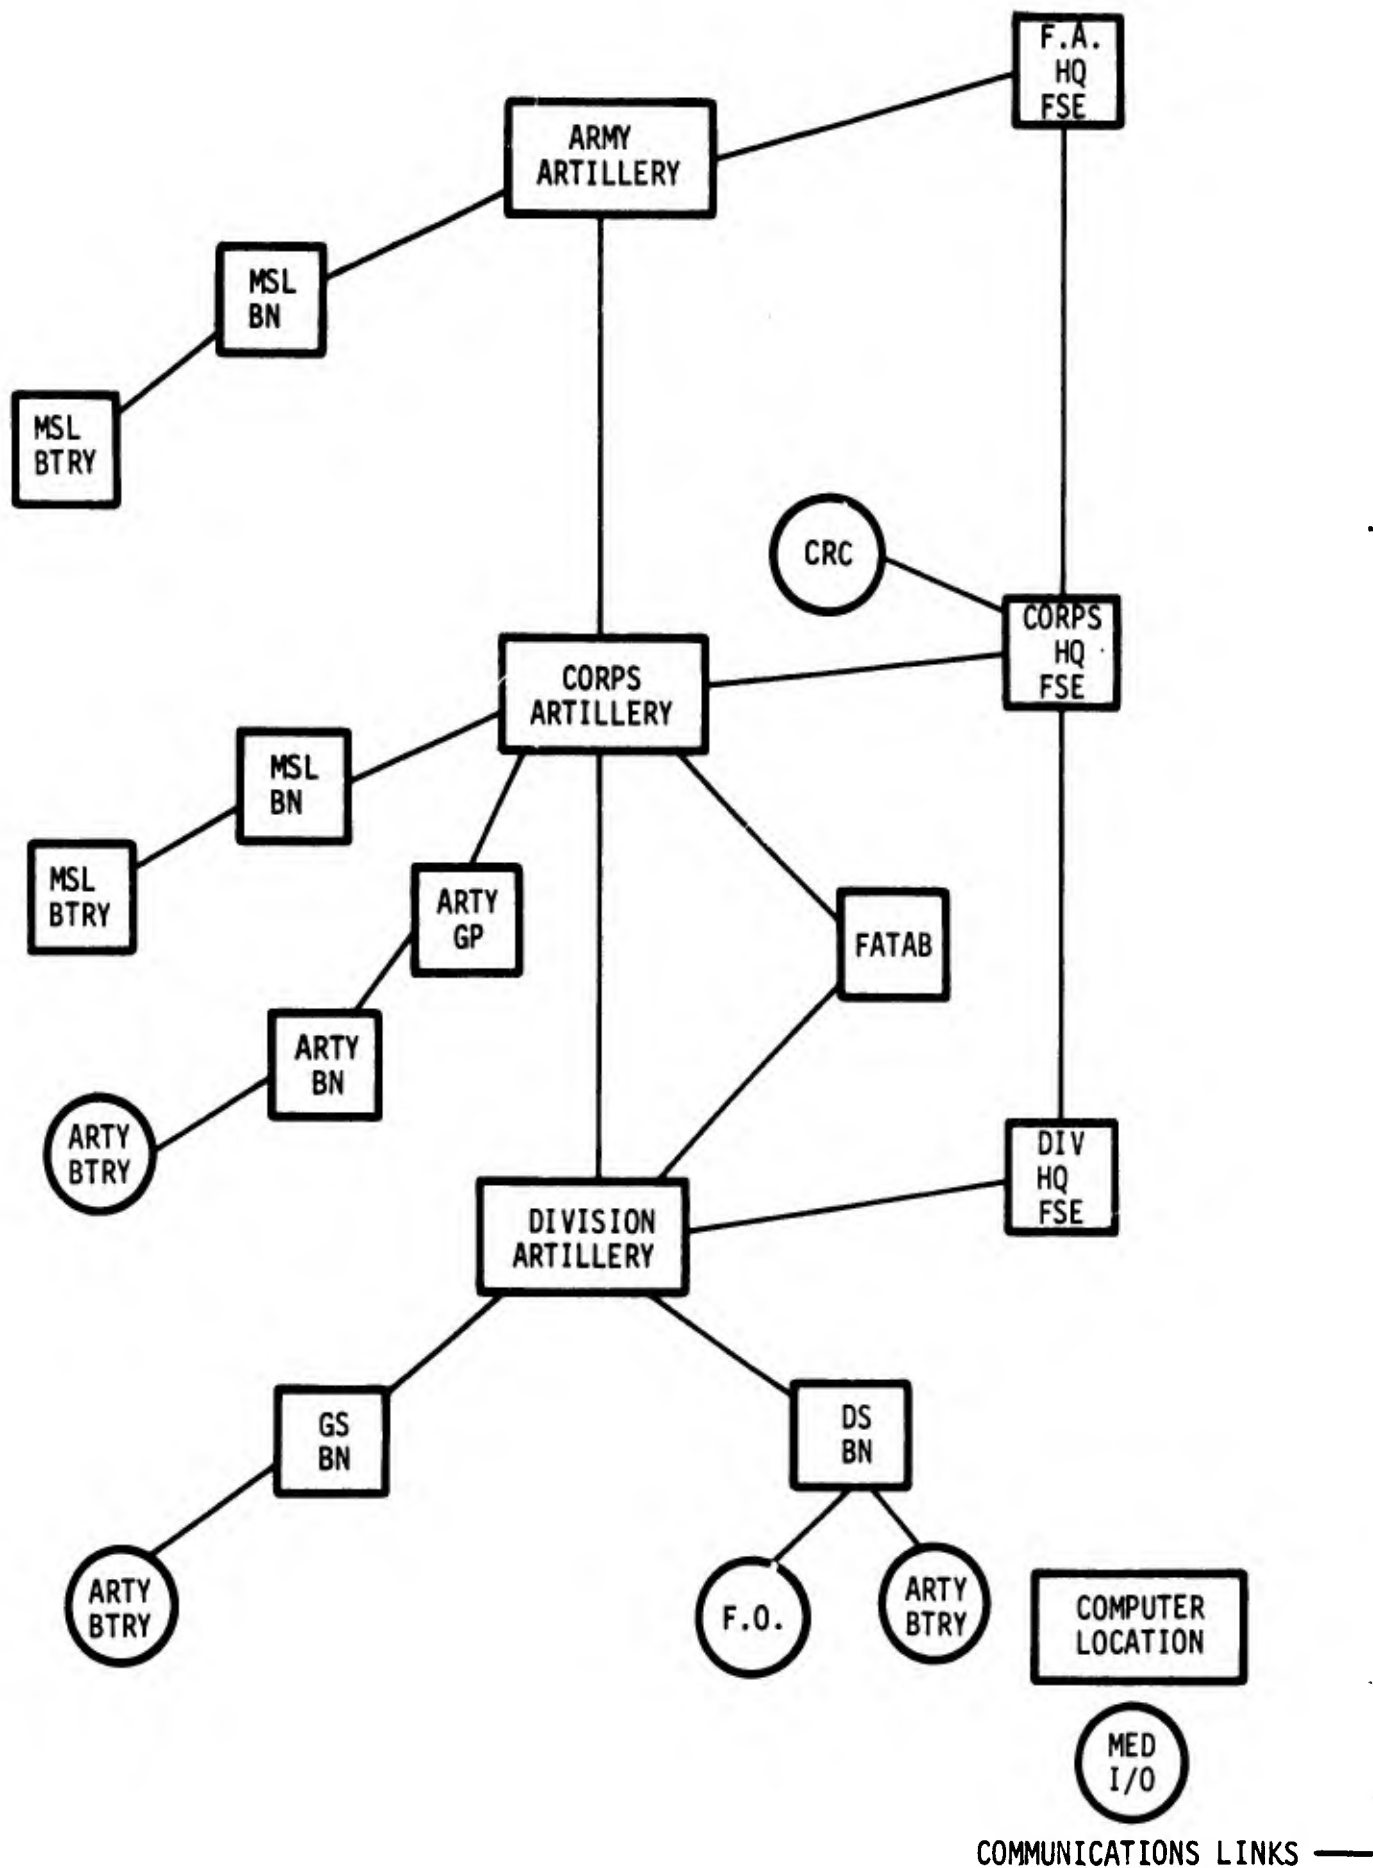 F.A.
HQ
FSE
ARMY
ARTILLERY
MSL
BN
MSL
BTRY
CRC
CORPS
HQ
FSE
CORPS
ARTILLERY
MSL
BN
MSL
BTRY
ARTY
GP
FATAB
ARTY
BN
ARTY
BTRY
DIV
HQ
FSE
DIVISION
ARTILLERY
GS
BN
DS
BN
ARTY
BTRY
F.O.
ARTY
BTRY
COMPUTER
LOCATION
MED
I/O
COMMUNICATIONS LINKS